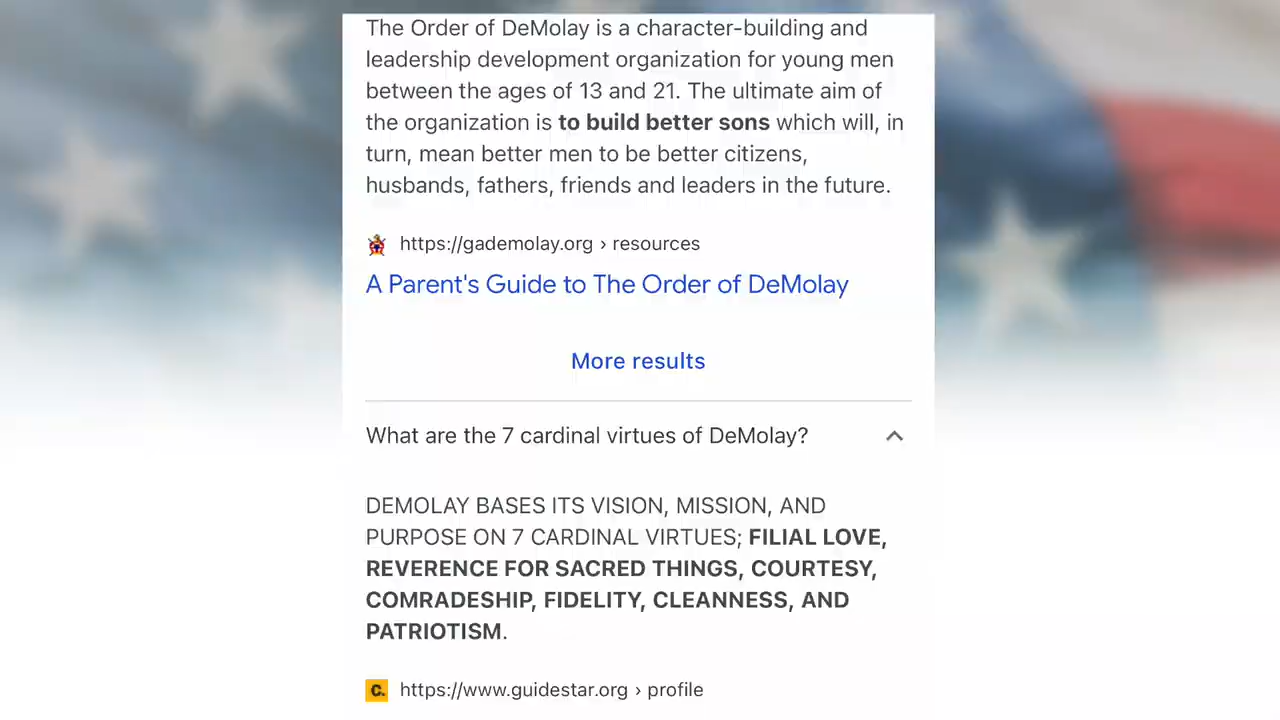 The Order of DeMolay is a character-building and
leadership development organization for young men
between the ages of 13 and 21. The ultimate aim of
the organization is to build better sons which will, in
turn, mean better men to be better citizens,
husbands, fathers, friends and leaders in the future.
https://gademolay.org › resources
A Parent's Guide to The Order of DeMolay
More results
What are the 7 cardinal virtues of DeMolay?
DEMOLAY BASES ITS VISION, MISSION, AND
PURPOSE ON 7 CARDINAL VIRTUES; FILIAL LOVE,
REVERENCE FOR SACRED THINGS, COURTESY,
COMRADESHIP, FIDELITY, CLEANNESS, AND
PATRIOTISM.
C. https://www.guidestar.org › profile